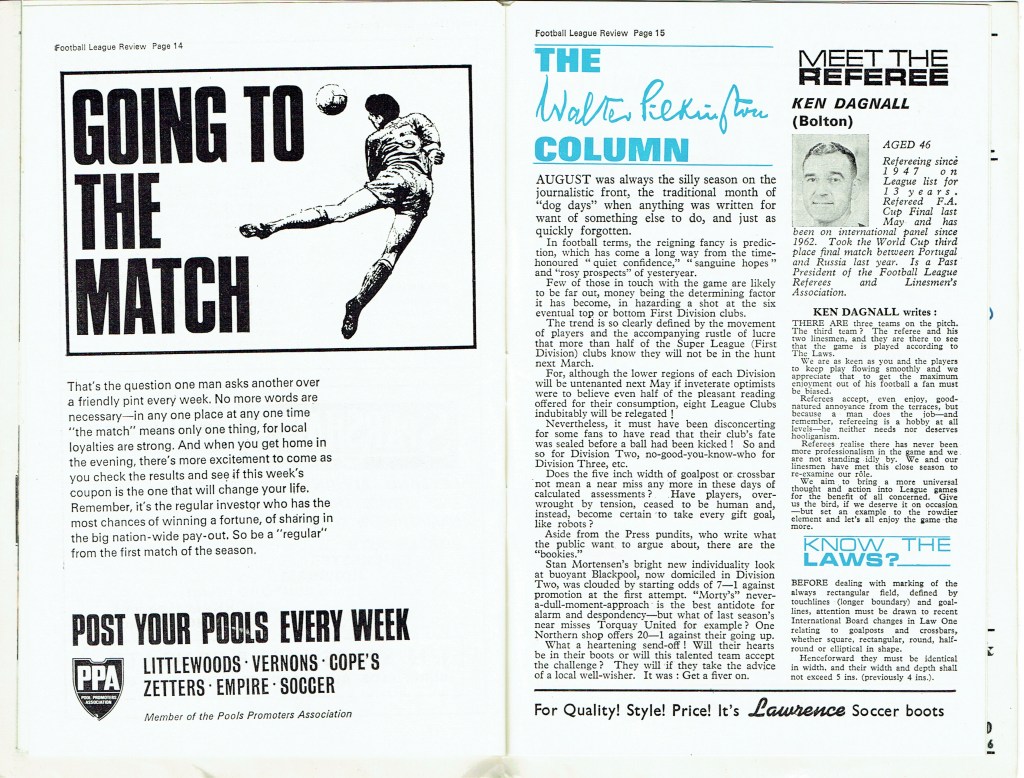 Football League Review Page 14
GOING TO
THE
MATCH
That's the question one man asks another over
a friendly pint every week. No more words are
necessary—in any one place at any one time
"the match" means only one thing, for local
loyalties are strong. And when you get home in
the evening, there's more excitement to come as
you check the results and see if this week's
coupon is the one that will change your life.
Remember, it's the regular investor who has the
most chances of winning a fortune, of sharing in
the big nation-wide pay-out. So be a "regular"
from the first match of the season.
POST YOUR POOLS EVERY WEEK
PPA
POOL PROMOTERS
ASSOCIATION
LITTLEWOODS · VERNONS · COPE'S
ZETTERS · EMPIRE · SOCCER
Member of the Pools Promoters Association
Football League Review Page 15
THE
Walter Pilkington
COLUMN
AUGUST was always the silly season on the
journalistic front, the traditional month of
"dog days" when anything was written for
want of something else to do, and just as
quickly forgotten.
In football terms, the reigning fancy is predic-
tion, which has come a long way from the time-
honoured "quiet confidence," "sanguine hopes"
and "rosy prospects" of yesteryear.
Few of those in touch with the game are likely
to be far out, money being the determining factor
it has become, in hazarding a shot at the six
eventual top or bottom First Division clubs.
The trend is so clearly defined by the movement
of players and the accompanying rustle of lucre
that more than half of the Super League (First
Division) clubs know they will not be in the hunt
next March.
For, although the lower regions of each Division
will be untenanted next May if inveterate optimists
were to believe even half of the pleasant reading
offered for their consumption, eight League Clubs
indubitably will be relegated !
Nevertheless, it must have been disconcerting
for some fans to have read that their club's fate
was sealed before a ball had been kicked ! So and
so for Division Two, no-good-you-know-who for
Division Three, etc.
Does the five inch width of goalpost or crossbar
not mean a near miss any more in these days of
calculated assessments ? Have players, over-
wrought by tension, ceased to be human and,
instead, become certain to take every gift goal,
like robots ?
Aside from the Press pundits, who write what
the public want to argue about, there are the
"bookies."
Stan Mortensen's bright new individuality look
at buoyant Blackpool, now domiciled in Division
Two, was clouded by starting odds of 7—1 against
promotion at the first attempt. "Morty's" never-
a-dull-moment-approach is the best antidote for
alarm and despondency—but what of last season's
near misses Torquay United for example ? One
Northern shop offers 20—1 against their going up.
What a heartening send-off ! Will their hearts
be in their boots or will this talented team accept
the challenge ? They will if they take the advice
of a local well-wisher. It was : Get a fiver on.
MEET THE
REFEREE
KEN DAGNALL
(Bolton)
AGED 46
Refereeing since
1947 on
League list for
13 years.
Refereed F.A.
Cup Final last
May and has
been on international panel since
1962. Took the World Cup third
place final match between Portugal
and Russia last year. Is a Past
President of the Football League
Referees and Linesmen's
Association.
KEN DAGNALL writes :
THERE ARE three teams on the pitch.
The third team ? The referee and his
two linesmen, and they are there to see
that the game is played according to
The Laws.
We are as keen as you and the players
to keep play flowing smoothly and we
appreciate that to get the maximum
enjoyment out of his football a fan must
be biased.
Referees accept, even enjoy, good-
natured annoyance from the terraces, but
because a man does the job—and
remember, refereeing is a hobby at all
levels—he neither needs nor deserves
hooliganism.
Referees realise there has never been
more professionalism in the game and we
are not standing idly by. We and our
linesmen have met this close season to
re-examine our rôle.
We aim to bring a more universal
thought and action into League games
for the benefit of all concerned. Give
us the bird, if we deserve it on occasion
—but set an example to the rowdier
element and let's all enjoy the game the
more.
KNOW THE
LAWS?
BEFORE dealing with marking of the
always rectangular field, defined by
touchlines (longer boundary) and goal-
lines, attention must be drawn to recent
International Board changes in Law One
relating to goalposts and crossbars,
whether square, rectangular, round, half-
round or elliptical in shape.
Henceforward they must be identical
in width, and their width and depth shall
not exceed 5 ins. (previously 4 ins.).
For Quality! Style! Price! It's Lawrence Soccer boots